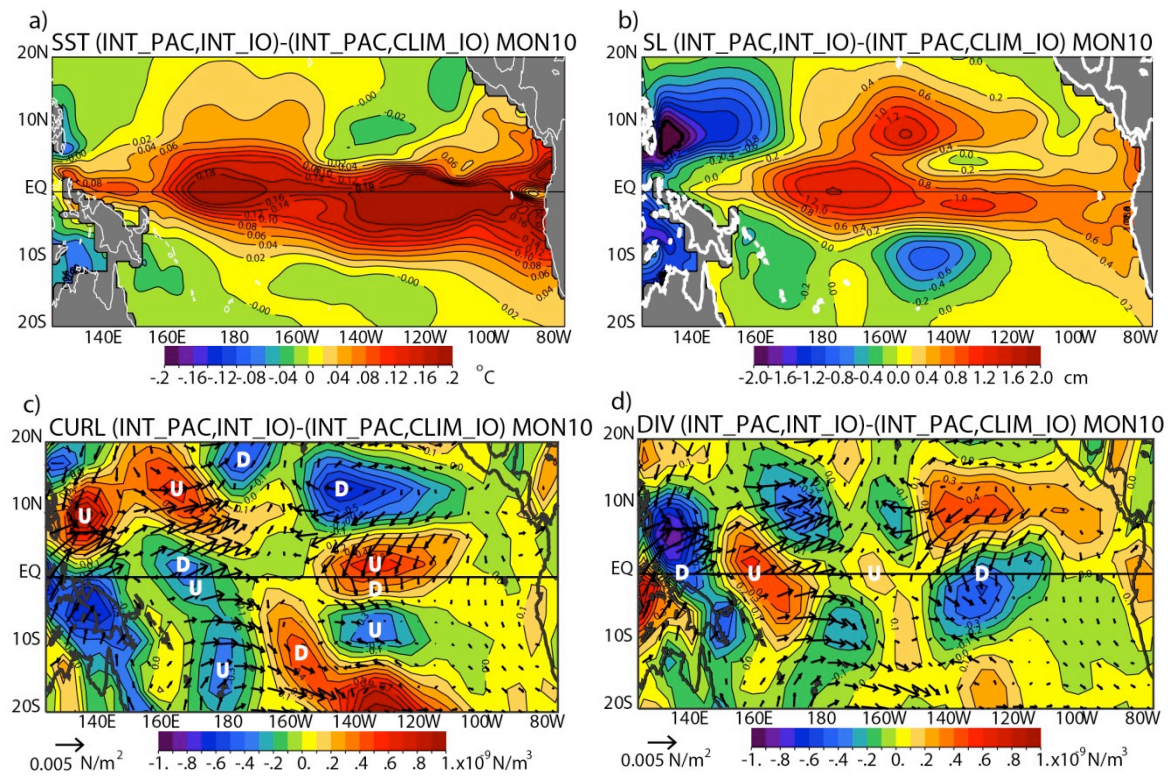 a)
SST (INT_PAC,INT_IO)-(INT_PAC,CLIM_IO) MON10
20N
10N
EQ
10S
20S
140E 160E 180 160W 140W 120W 100W 80W
-.2 -.16 -.12 -.08 -.04 0 .04 .08 .12 .16 .2 °C
b)
SL (INT_PAC,INT_IO)-(INT_PAC,CLIM_IO) MON10
20N
10N
EQ
10S
20S
140E 160E 180 160W 140W 120W 100W 80W
-2.0 -1.6 -1.2 -0.8 -0.4 0.0 0.4 0.8 1.2 1.6 2.0 cm
c)
CURL (INT_PAC,INT_IO)-(INT_PAC,CLIM_IO) MON10
20N
10N
EQ
10S
20S
D
U
D
U
D
U
U
D
U
D
U
140E 160E 180 160W 140W 120W 100W 80W
0.005 N/m²
-1. -.8 -.6 -.4 -.2 0 .2 .4 .6 .8 1.x10⁻⁹ N/m³
d)
DIV (INT_PAC,INT_IO)-(INT_PAC,CLIM_IO) MON10
20N
10N
EQ
10S
20S
D U U D
140E 160E 180 160W 140W 120W 100W 80W
0.005 N/m²
-1. -.8 -.6 -.4 -.2 0 .2 .4 .6 .8 1.x10⁻⁹ N/m³